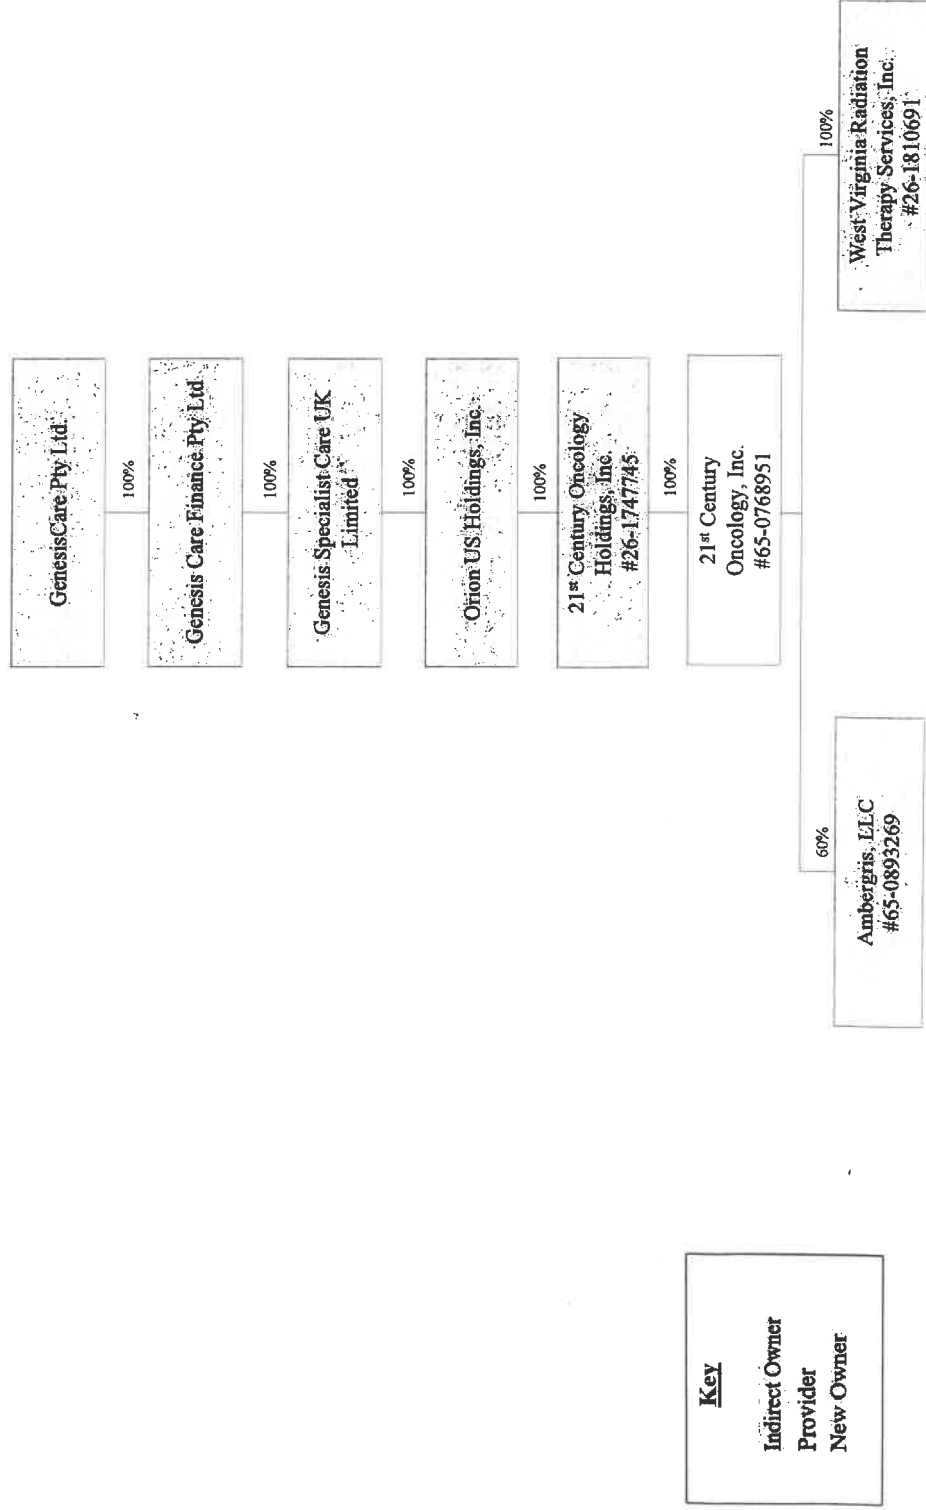 GenesisCare Pty Ltd.
100%
Genesis Care Finance Pty Ltd
100%
Genesis Specialist Care UK
Limited
100%
Orion US Holdings, Inc.
100%
21st Century Oncology
Holdings, Inc.
#26-1747745
100%
21st Century
Oncology, Inc.
#65-0768951
60%
Ambergris, LLC
#65-0893269
100%
West Virginia Radiation
Therapy Services, Inc.
#26-1810691
Key
Indirect Owner
Provider
New Owner